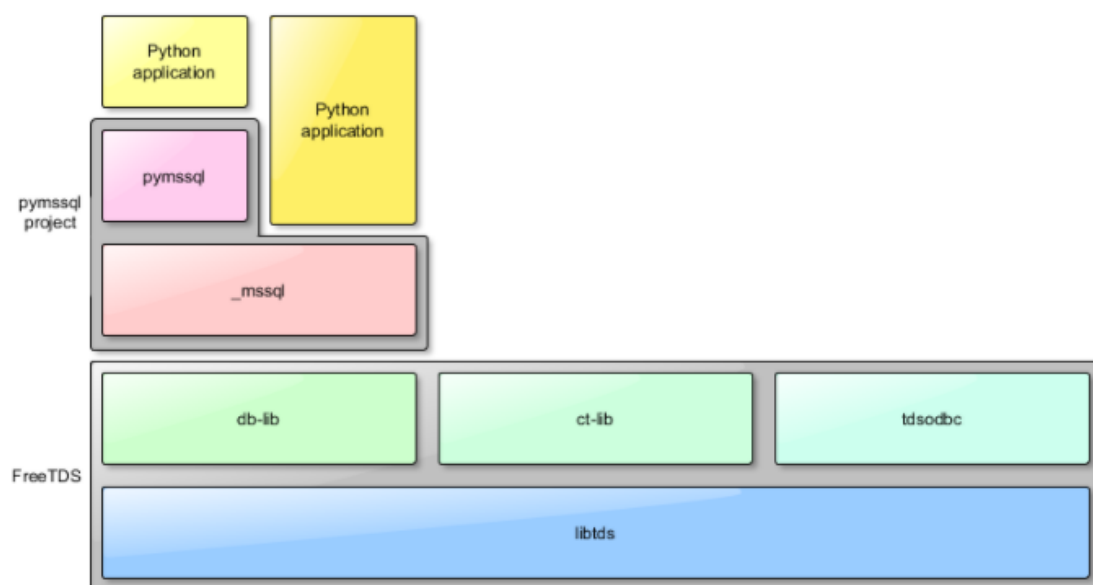 Python
application
Python
application
pymssql
pymssql
project
_mssql
db-lib
ct-lib
tdsodbc
FreeTDS
libtds